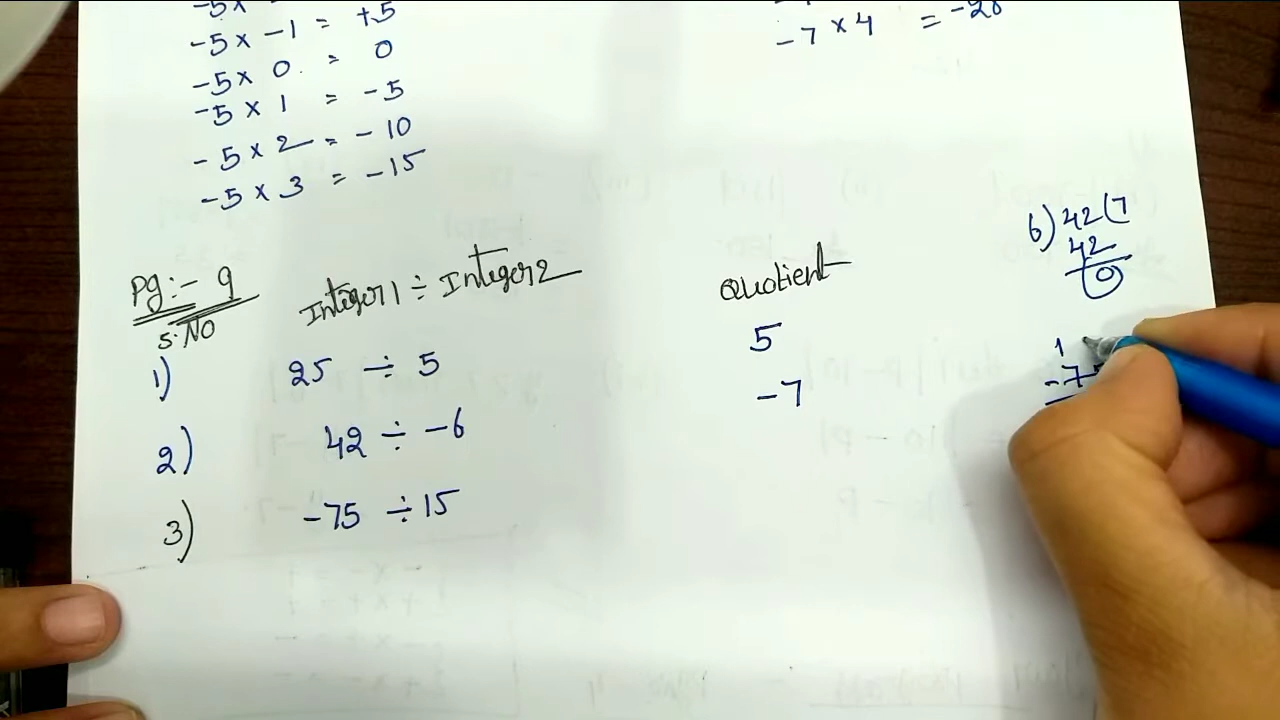 -5 × -1 = +5
-5 × 0 = 0
-5 × 1 = -5
-5 × 2 = -10
-5 × 3 = -15
-7 × 4 = -28
Pg:- 9
S.No Integer1 ÷ Integer2 Quotient
1) 25 ÷ 5 5
2) 42 ÷ -6 -7
3) -75 ÷ 15
6) 42 (7
42
0
1
-75